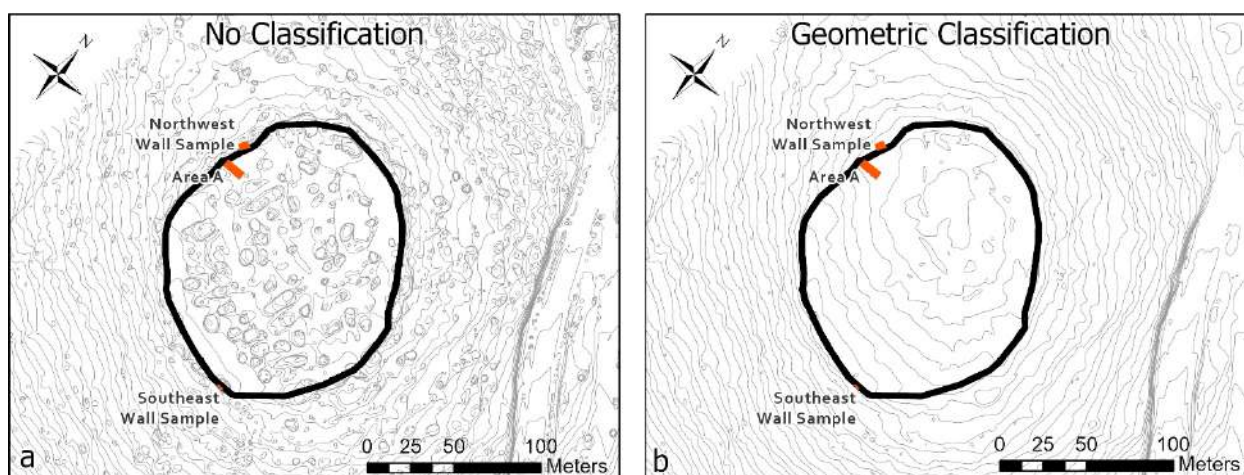 No Classification
N
Northwest
Wall Sample
Area A
Southeast
Wall Sample
0 25 50 100
Meters
a
Geometric Classification
N
Northwest
Wall Sample
Area A
Southeast
Wall Sample
0 25 50 100
Meters
b